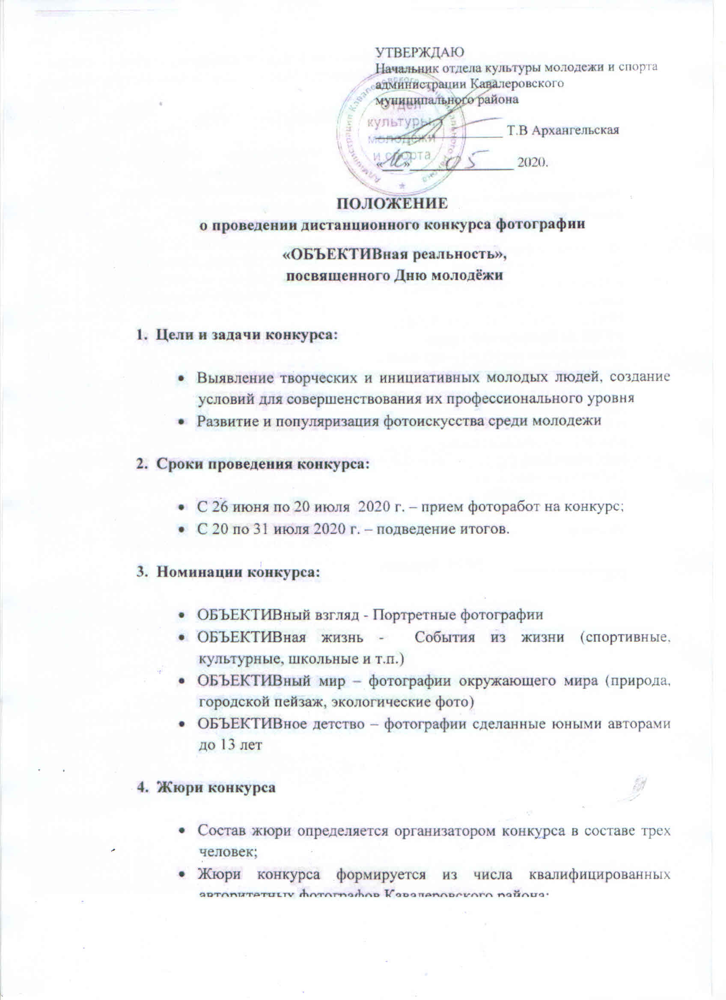 УТВЕРЖДАЮ
Начальник отдела культуры молодежи и спорта
администрации Кавалеровского
муниципального района
Т.В Архангельская
« » 05 2020.
Администрации Кавалеровского муниципального района
Отдел
культуры,
молодежи
и спорта
ПОЛОЖЕНИЕ
о проведении дистанционного конкурса фотографии
«ОБЪЕКТИВная реальность»,
посвященного Дню молодёжи
1. Цели и задачи конкурса:
• Выявление творческих и инициативных молодых людей, создание
условий для совершенствования их профессионального уровня
• Развитие и популяризация фотоискусства среди молодежи
2. Сроки проведения конкурса:
• С 26 июня по 20 июля 2020 г. – прием фоторабот на конкурс;
• С 20 по 31 июля 2020 г. – подведение итогов.
3. Номинации конкурса:
• ОБЪЕКТИВный взгляд - Портретные фотографии
• ОБЪЕКТИВная жизнь - События из жизни (спортивные,
культурные, школьные и т.п.)
• ОБЪЕКТИВный мир – фотографии окружающего мира (природа,
городской пейзаж, экологические фото)
• ОБЪЕКТИВное детство – фотографии сделанные юными авторами
до 13 лет
4. Жюри конкурса
• Состав жюри определяется организатором конкурса в составе трех
человек;
• Жюри конкурса формируется из числа квалифицированных
авторитетных фотографов Кавалеровского района;